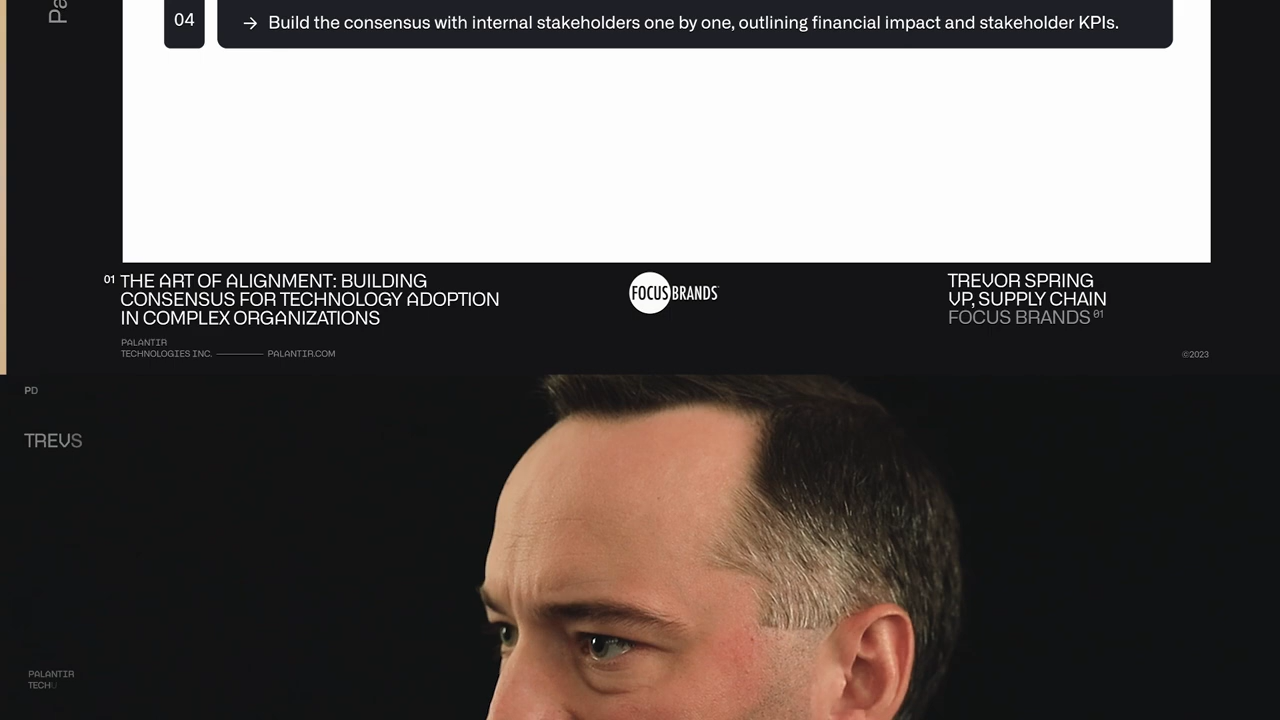 Pa
04
→ Build the consensus with internal stakeholders one by one, outlining financial impact and stakeholder KPIs.
01 THE ART OF ALIGNMENT: BUILDING
CONSENSUS FOR TECHNOLOGY ADOPTION
IN COMPLEX ORGANIZATIONS
PALANTIR
TECHNOLOGIES INC. ——— PALANTIR.COM
FOCUS BRANDS
TREVOR SPRING
VP, SUPPLY CHAIN
FOCUS BRANDS 01
©2023
PD
TREVS
PALANTIR
TECHU